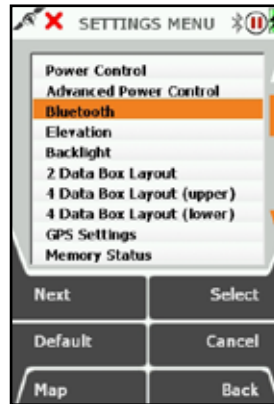 SETTINGS MENU
Power Control
Advanced Power Control
Bluetooth
Elevation
Backlight
2 Data Box Layout
4 Data Box Layout (upper)
4 Data Box Layout (lower)
GPS Settings
Memory Status
Next Select
Default Cancel
Map Back